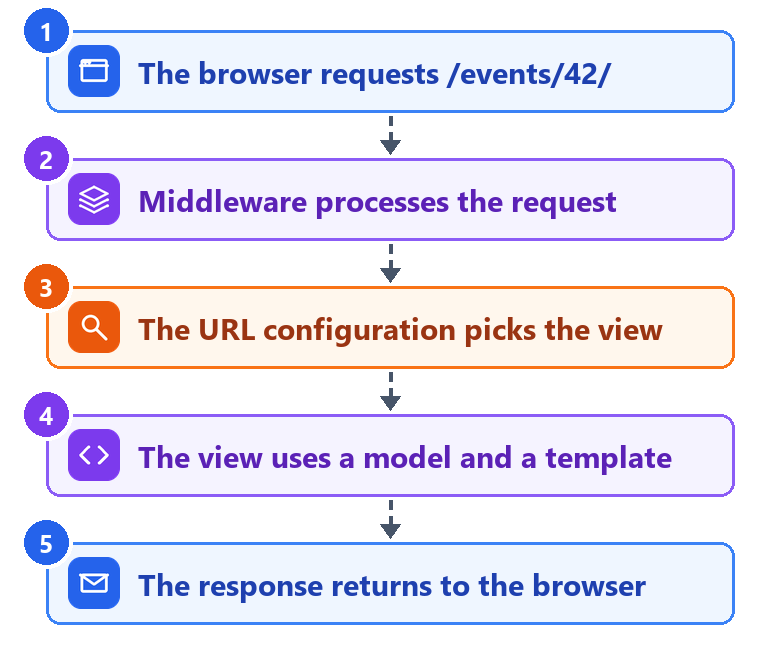 1
The browser requests /events/42/
2
Middleware processes the request
3
The URL configuration picks the view
4
The view uses a model and a template
5
The response returns to the browser